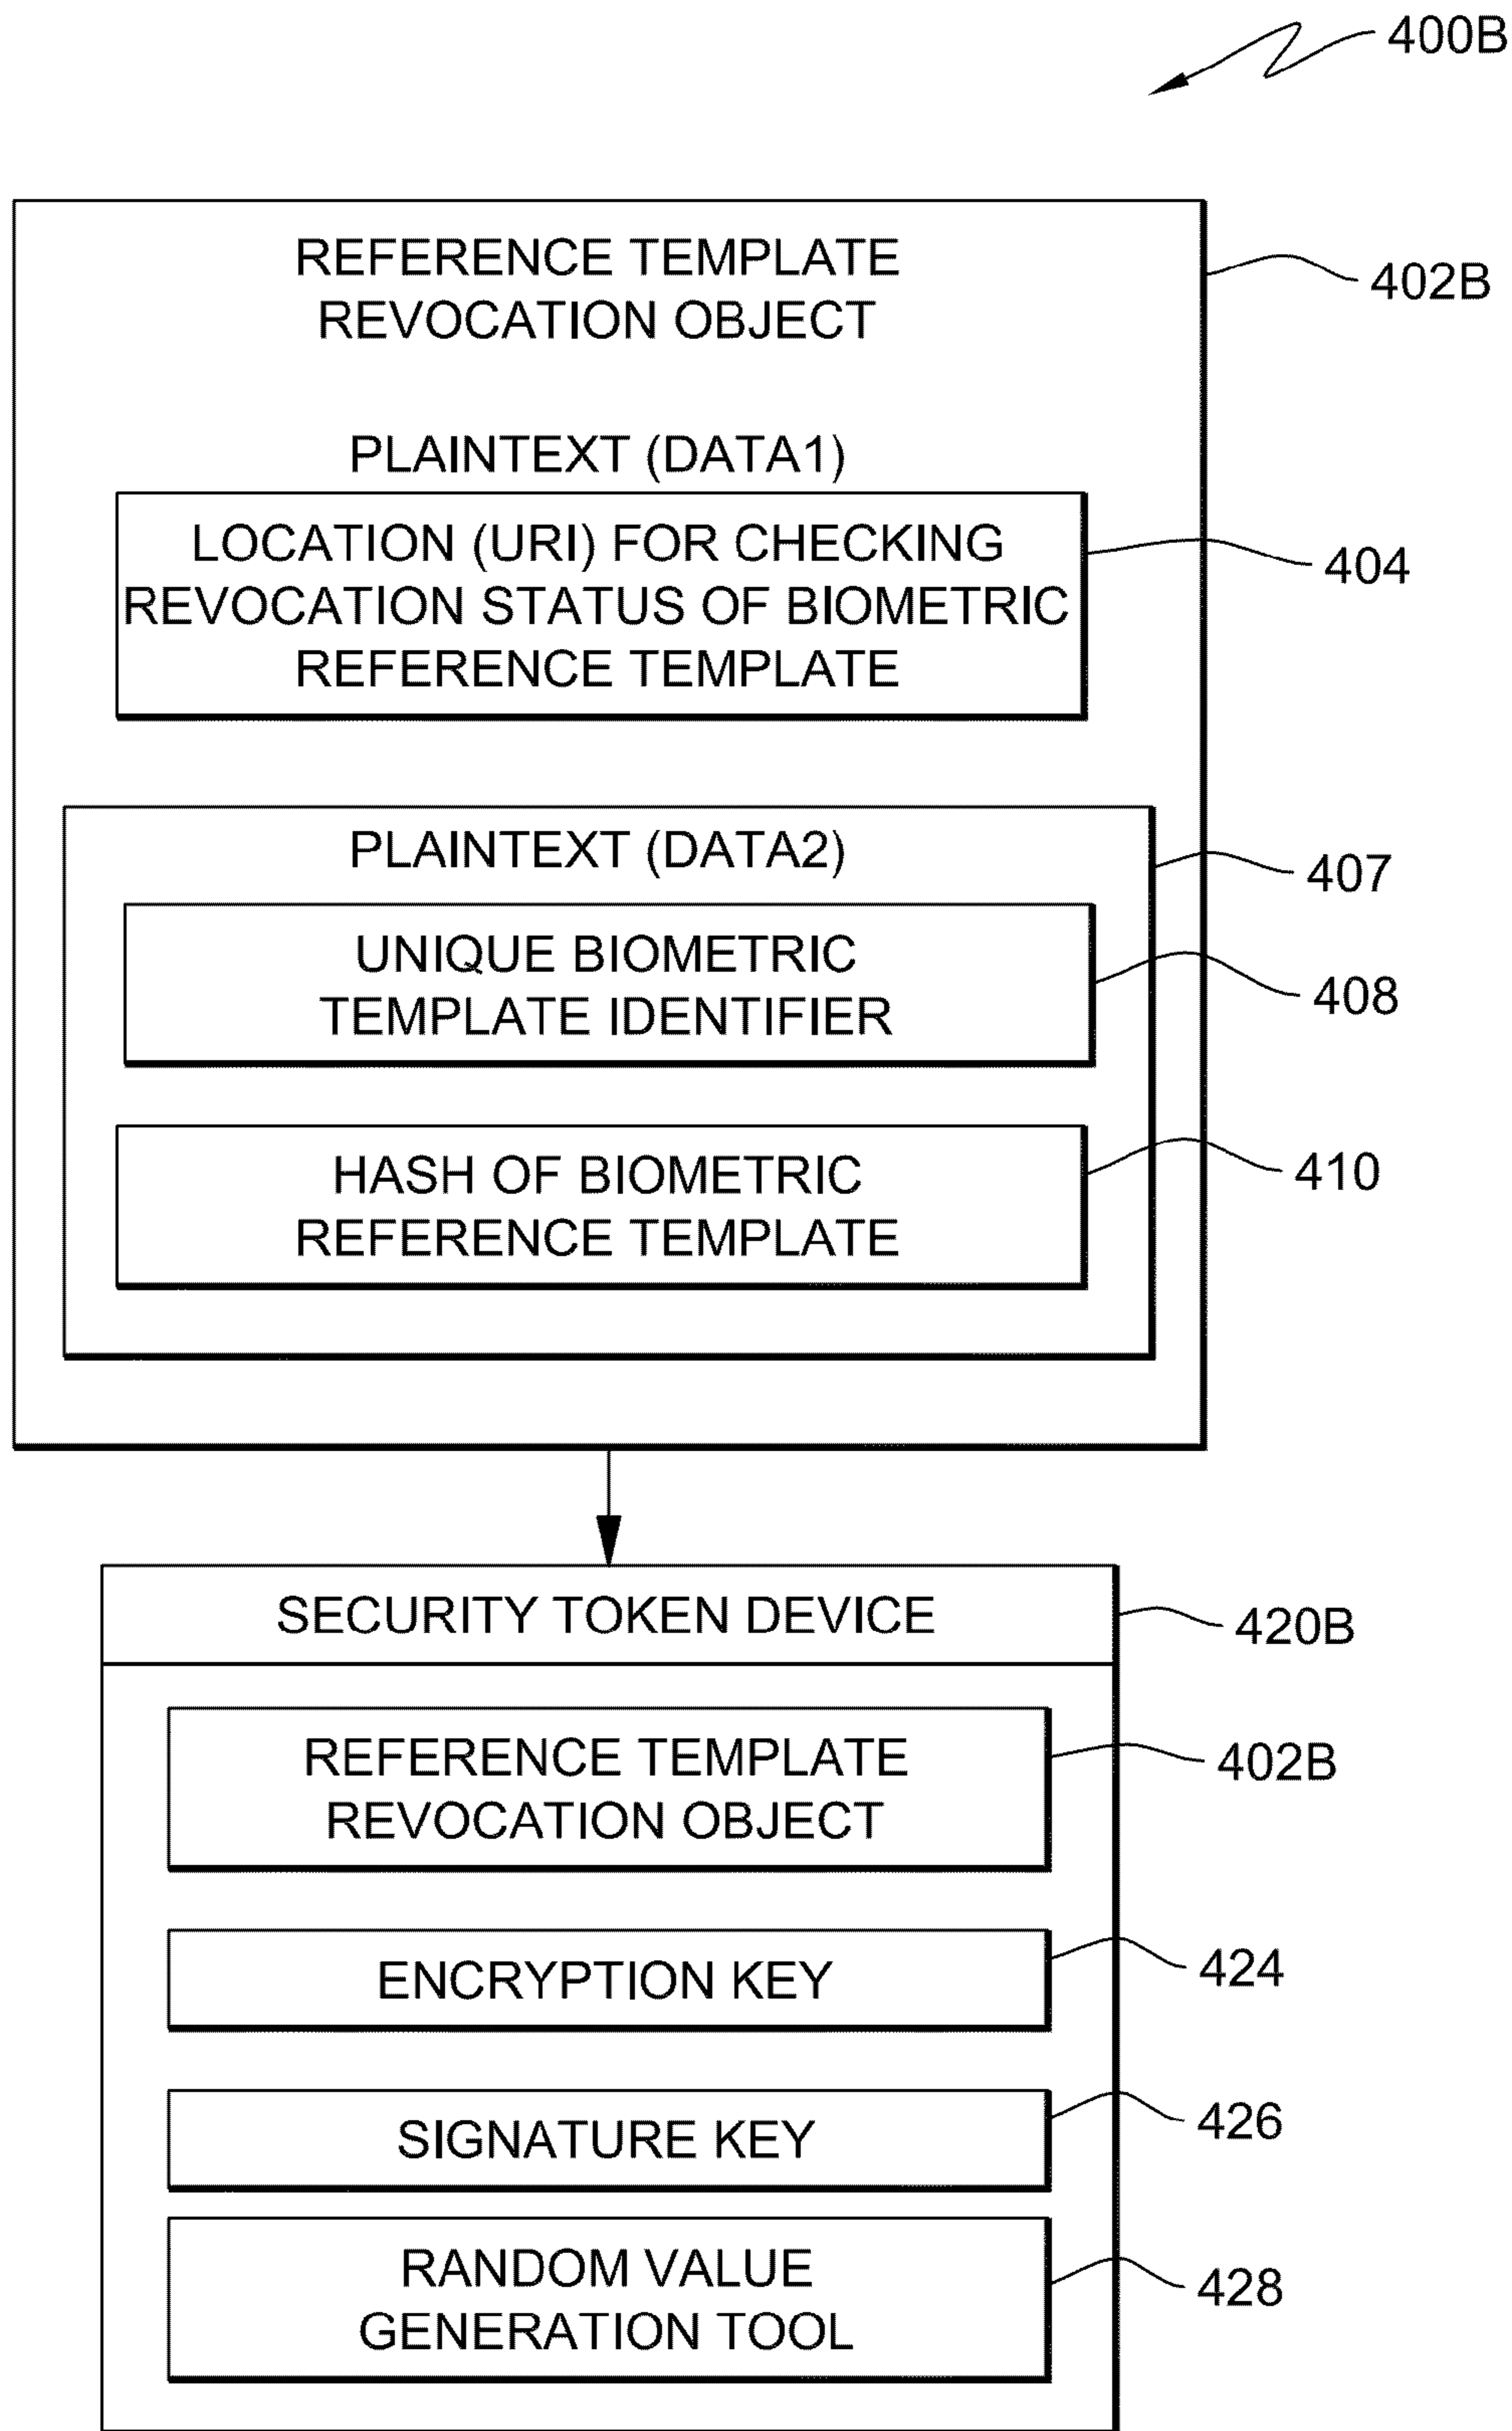 400B
REFERENCE TEMPLATE
REVOCATION OBJECT
402B
PLAINTEXT (DATA1)
LOCATION (URI) FOR CHECKING
REVOCATION STATUS OF BIOMETRIC
REFERENCE TEMPLATE
404
PLAINTEXT (DATA2)
407
UNIQUE BIOMETRIC
TEMPLATE IDENTIFIER
408
HASH OF BIOMETRIC
REFERENCE TEMPLATE
410
SECURITY TOKEN DEVICE
420B
REFERENCE TEMPLATE
REVOCATION OBJECT
402B
ENCRYPTION KEY
424
SIGNATURE KEY
426
RANDOM VALUE
GENERATION TOOL
428